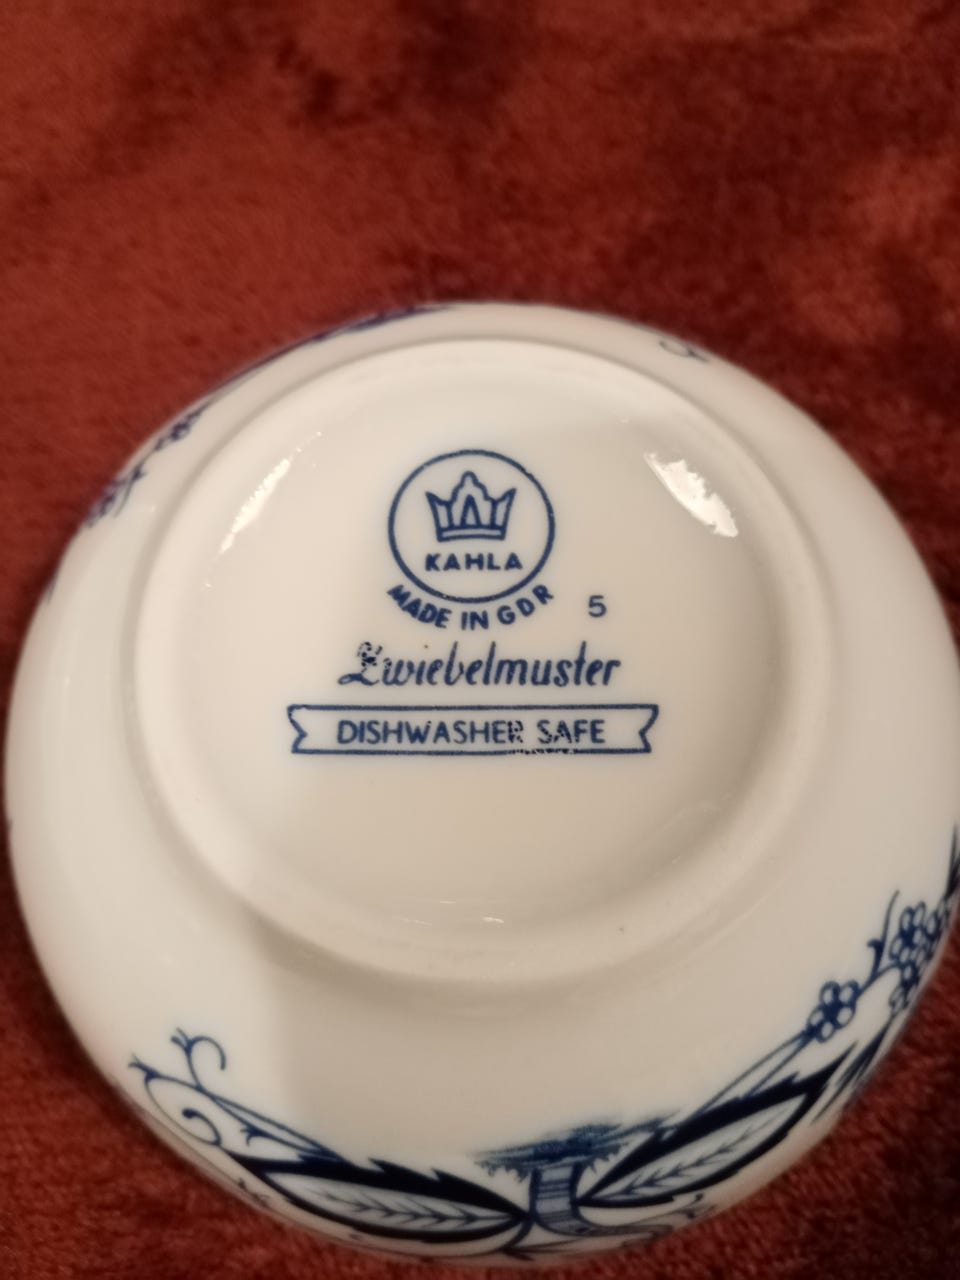 KAHLA
MADE IN GDR
5
Zwiebelmuster
DISHWASHER SAFE